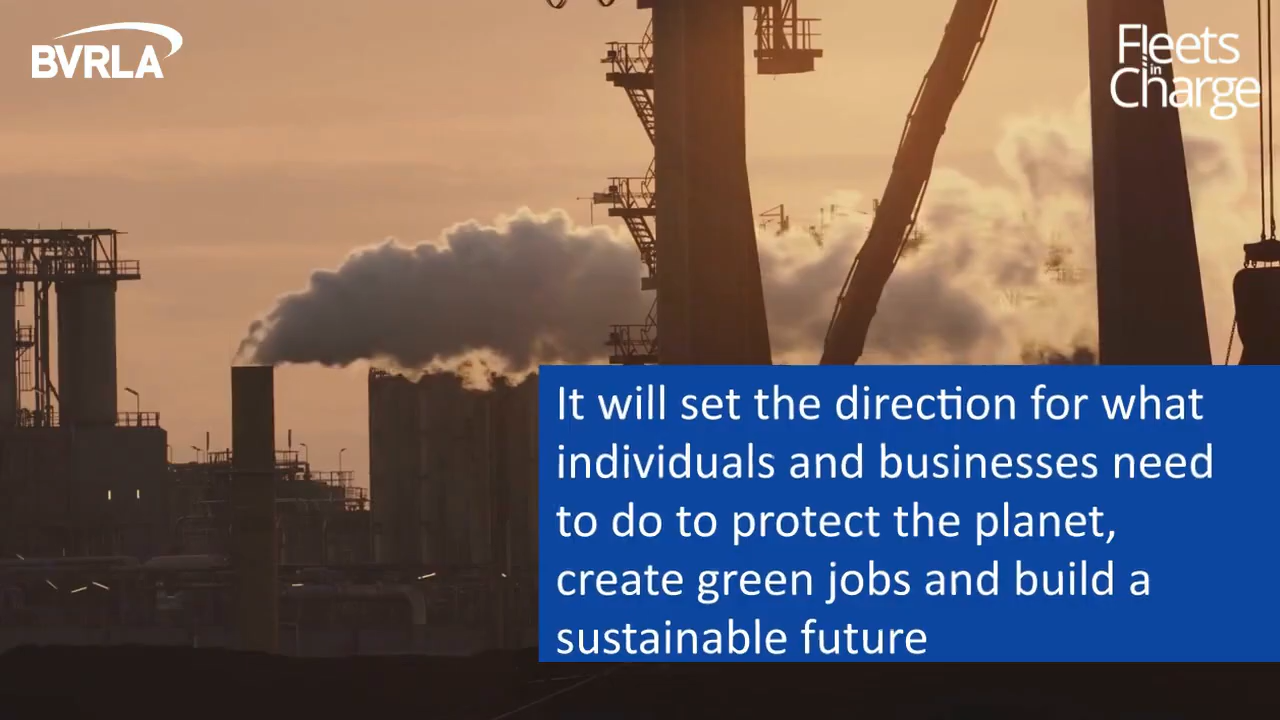 BVRLA
Fleets
in
Charge
It will set the direction for what
individuals and businesses need
to do to protect the planet,
create green jobs and build a
sustainable future